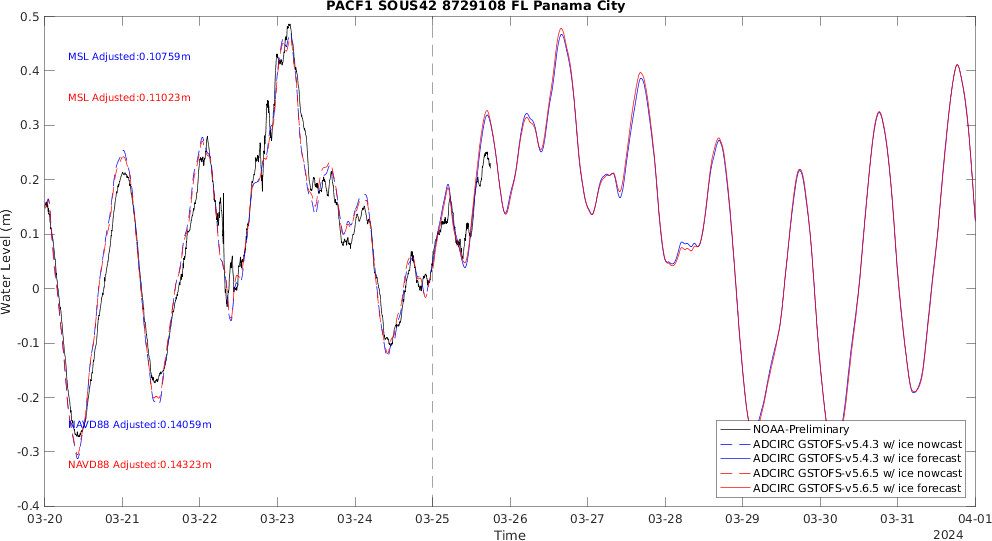 PACF1 SOUS42 8729108 FL Panama City
0.5
0.4
0.3
0.2
0.1
0
-0.1
-0.2
-0.3
-0.4
Water Level (m)
MSL Adjusted:0.10759m
MSL Adjusted:0.11023m
NAVD88 Adjusted:0.14059m
NAVD88 Adjusted:0.14323m
NOAA-Preliminary
ADCIRC GSTOFS-v5.4.3 w/ ice nowcast
ADCIRC GSTOFS-v5.4.3 w/ ice forecast
ADCIRC GSTOFS-v5.6.5 w/ ice nowcast
ADCIRC GSTOFS-v5.6.5 w/ ice forecast
03-20 03-21 03-22 03-23 03-24 03-25 03-26 03-27 03-28 03-29 03-30 03-31 04-01
Time
2024